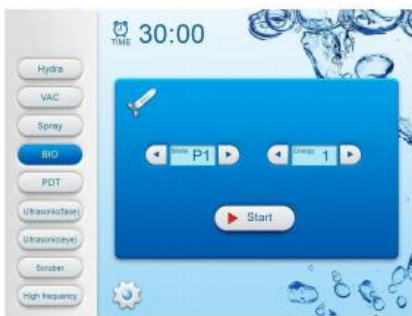 TIME 30:00
Hydra
VAC
Spray
BIO
PDT
Ultrasonic(face)
Ultrasonic(eye)
Scruber
High frequency
Mode P1
Energy 1
Start